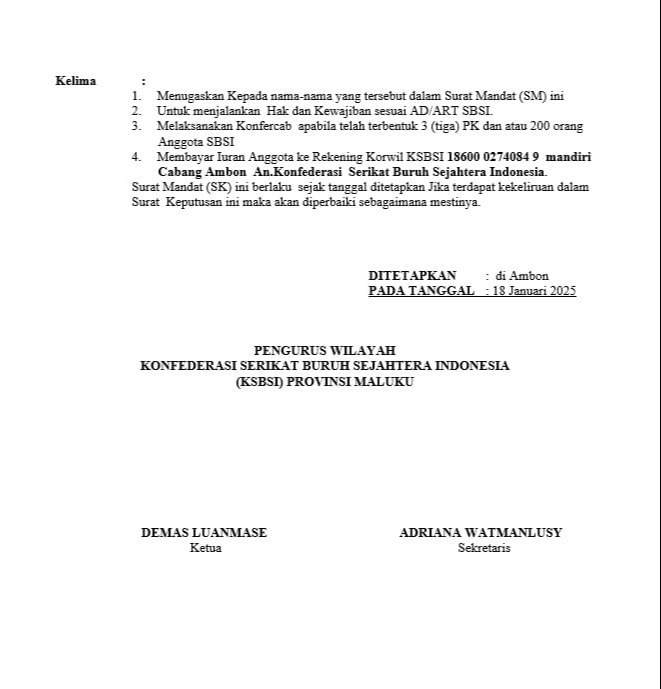 Kelima :
1. Menugaskan Kepada nama-nama yang tersebut dalam Surat Mandat (SM) ini
2. Untuk menjalankan Hak dan Kewajiban sesuai AD/ART SBSI.
3. Melaksanakan Konfercab apabila telah terbentuk 3 (tiga) PK dan atau 200 orang
Anggota SBSI
4. Membayar Iuran Anggota ke Rekening Korwil KSBSI 18600 0274084 9 mandiri
Cabang Ambon An.Konfederasi Serikat Buruh Sejahtera Indonesia.
Surat Mandat (SK) ini berlaku sejak tanggal ditetapkan Jika terdapat kekeliruan dalam
Surat Keputusan ini maka akan diperbaiki sebagaimana mestinya.
DITETAPKAN : di Ambon
PADA TANGGAL : 18 Januari 2025
PENGURUS WILAYAH
KONFEDERASI SERIKAT BURUH SEJAHTERA INDONESIA
(KSBSI) PROVINSI MALUKU
DEMAS LUANMASE ADRIANA WATMANLUSY
Ketua Sekretaris